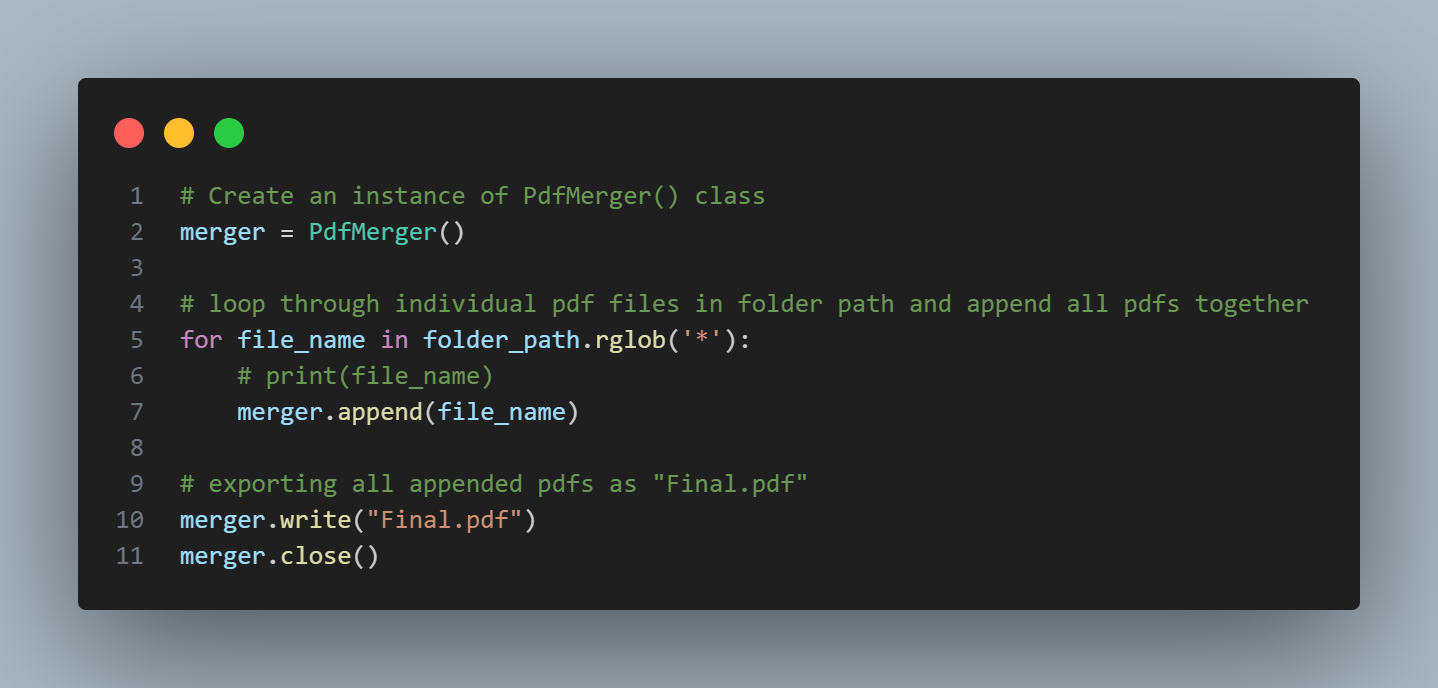 1 # Create an instance of PdfMerger() class
2 merger = PdfMerger()
3
4 # loop through individual pdf files in folder path and append all pdfs together
5 for file_name in folder_path.rglob('*'):
6     # print(file_name)
7     merger.append(file_name)
8
9 # exporting all appended pdfs as "Final.pdf"
10 merger.write("Final.pdf")
11 merger.close()